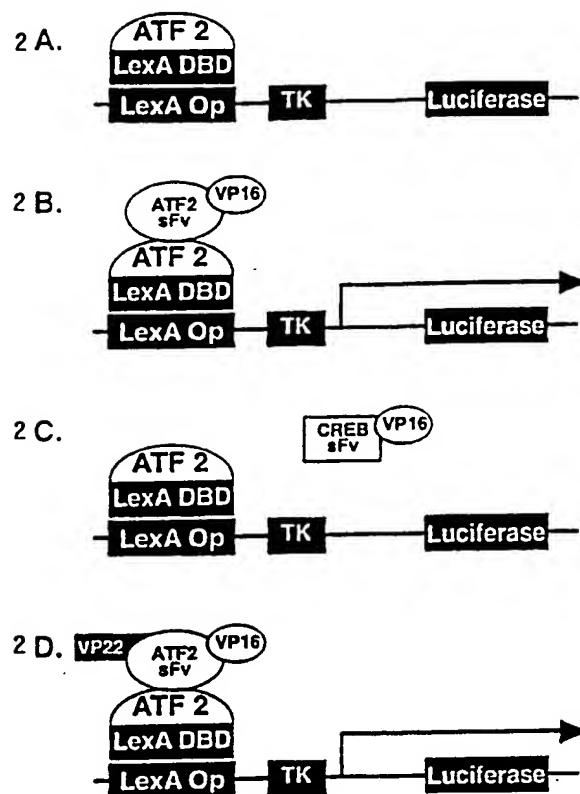 2 A.
ATF 2
LexA DBD
LexA Op TK Luciferase
2 B.
ATF2 sFv
VP16
ATF 2
LexA DBD
LexA Op TK Luciferase
2 C.
CREB sFv
VP16
ATF 2
LexA DBD
LexA Op TK Luciferase
2 D.
VP22
ATF2 sFv
VP16
ATF 2
LexA DBD
LexA Op TK Luciferase